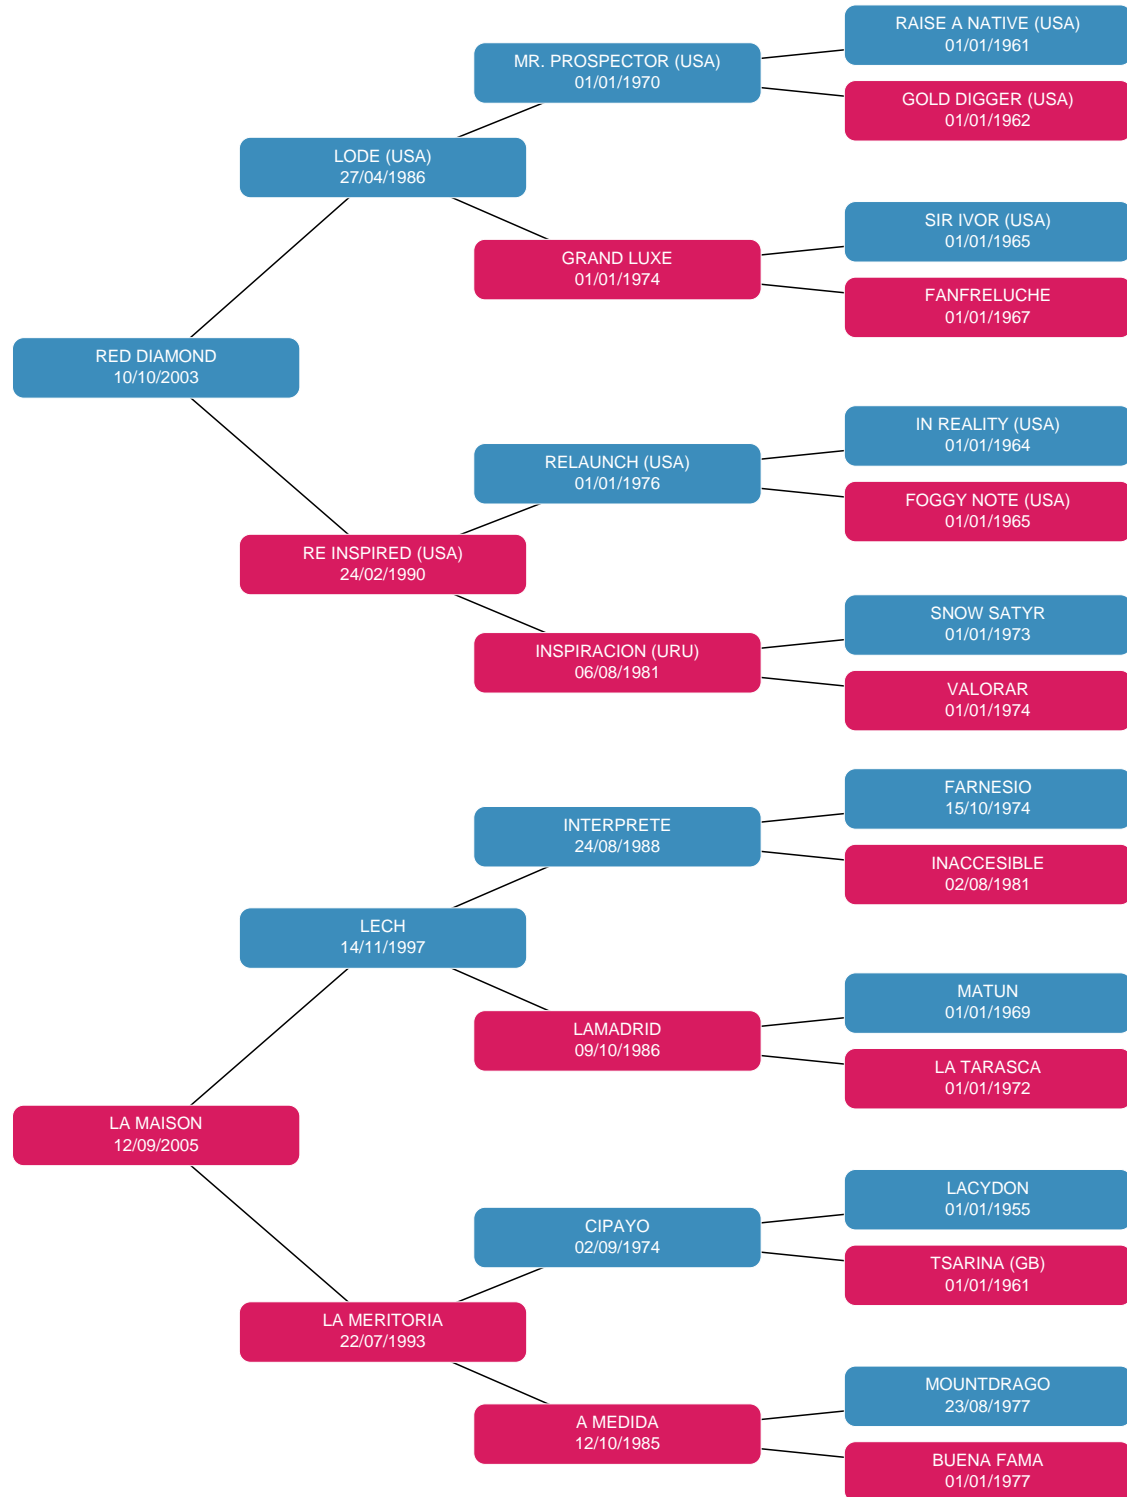 RAISE A NATIVE (USA)
01/01/1961
MR. PROSPECTOR (USA)
01/01/1970
GOLD DIGGER (USA)
01/01/1962
LODE (USA)
27/04/1986
SIR IVOR (USA)
01/01/1965
GRAND LUXE
01/01/1974
FANFRELUCHE
01/01/1967
RED DIAMOND
10/10/2003
IN REALITY (USA)
01/01/1964
RELAUNCH (USA)
01/01/1976
FOGGY NOTE (USA)
01/01/1965
RE INSPIRED (USA)
24/02/1990
SNOW SATYR
01/01/1973
INSPIRACION (URU)
06/08/1981
VALORAR
01/01/1974
FARNESIO
15/10/1974
INTERPRETE
24/08/1988
INACCESIBLE
02/08/1981
LECH
14/11/1997
MATUN
01/01/1969
LAMADRID
09/10/1986
LA TARASCA
01/01/1972
LA MAISON
12/09/2005
LACYDON
01/01/1955
CIPAYO
02/09/1974
TSARINA (GB)
01/01/1961
LA MERITORIA
22/07/1993
MOUNTDRAGO
23/08/1977
A MEDIDA
12/10/1985
BUENA FAMA
01/01/1977